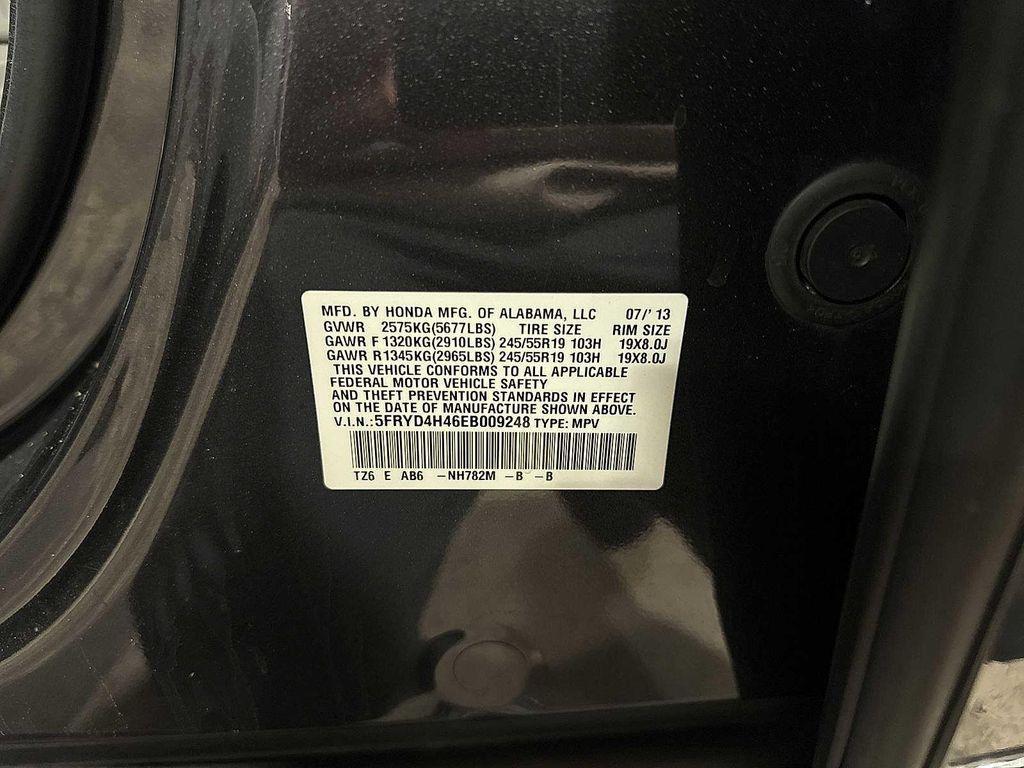 MFD. BY HONDA MFG. OF ALABAMA, LLC 07/' 13
GVWR 2575KG(5677LBS) TIRE SIZE RIM SIZE
GAWR F 1320KG(2910LBS) 245/55R19 103H 19X8.0J
GAWR R1345KG(2965LBS) 245/55R19 103H 19X8.0J
THIS VEHICLE CONFORMS TO ALL APPLICABLE
FEDERAL MOTOR VEHICLE SAFETY
AND THEFT PREVENTION STANDARDS IN EFFECT
ON THE DATE OF MANUFACTURE SHOWN ABOVE.
V.I.N.:5FRYD4H46EB009248 TYPE: MPV
TZ6 E AB6 -NH782M -B -B